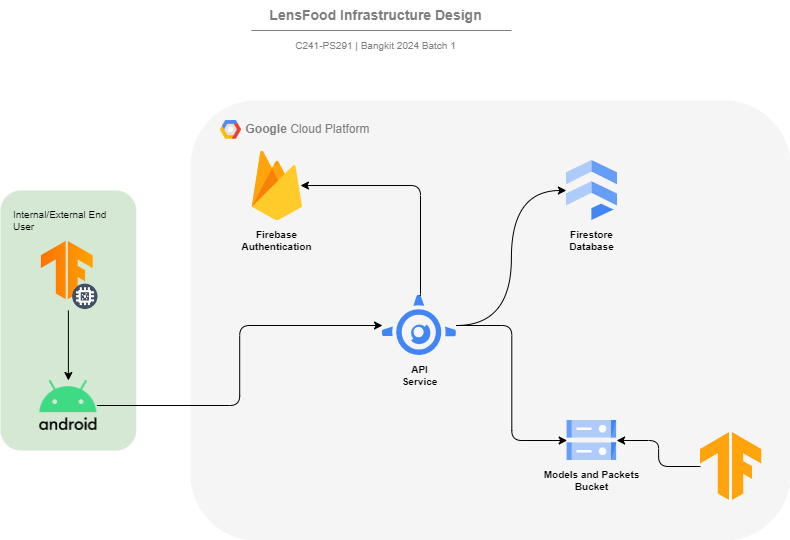 LensFood Infrastructure Design
C241-PS291 | Bangkit 2024 Batch 1
Google Cloud Platform
Internal/External End
User
Firebase
Authentication
Firestore
Database
API
Service
android
Models and Packets
Bucket